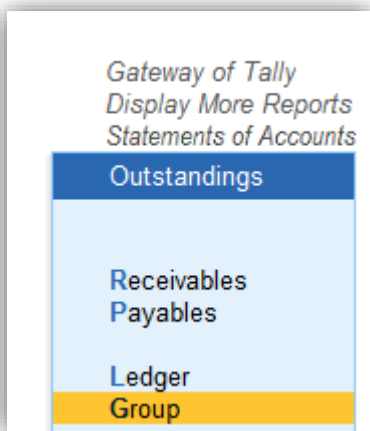 Gateway of Tally
Display More Reports
Statements of Accounts
Outstandings
Receivables
Payables
Ledger
Group